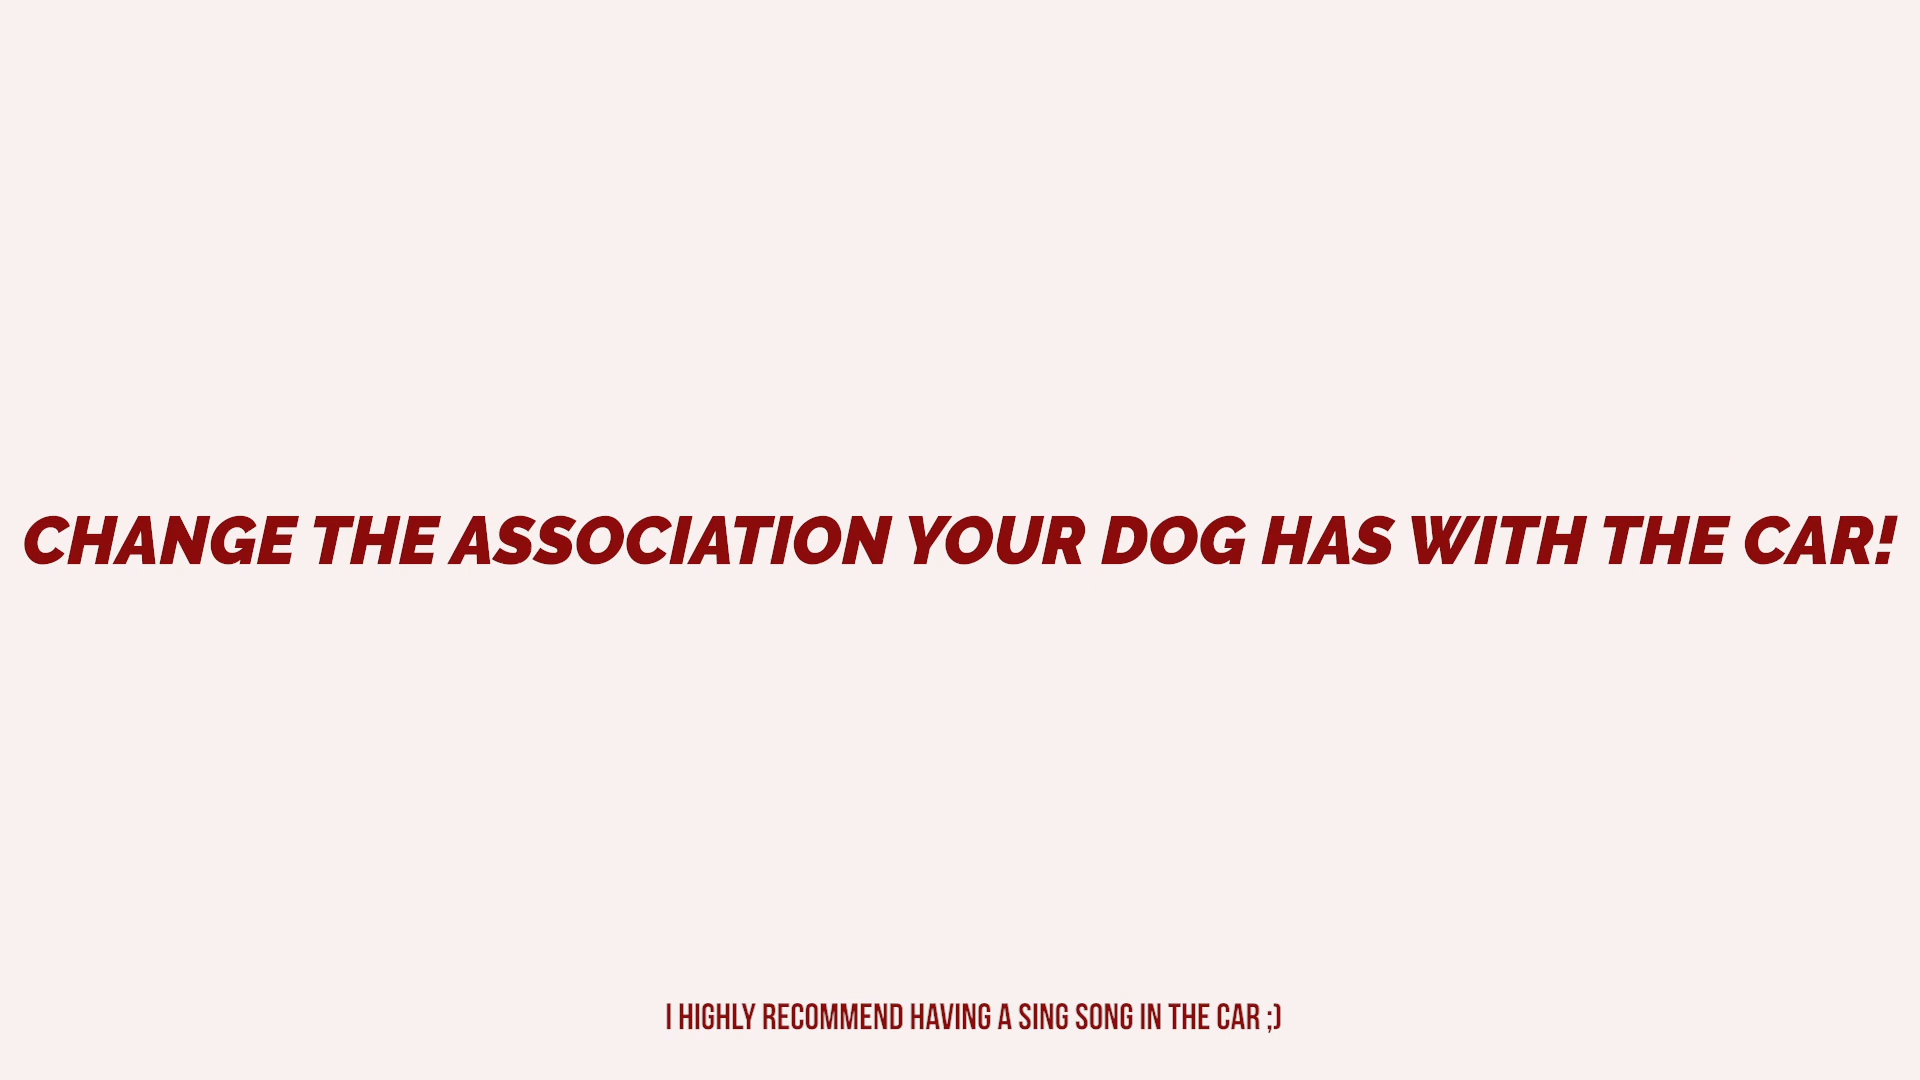 CHANGE THE ASSOCIATION YOUR DOG HAS WITH THE CAR!
I HIGHLY RECOMMEND HAVING A SING SONG IN THE CAR ;)